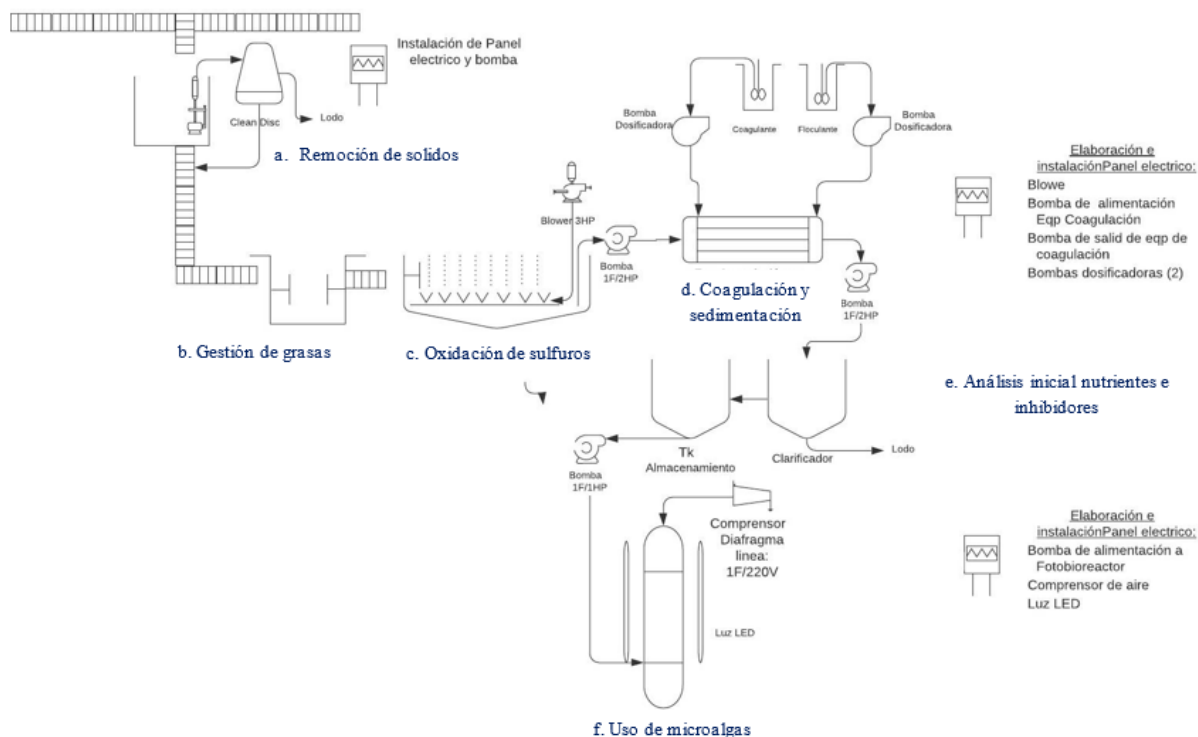 Instalación de Panel
electrico y bomba
Clean Disc
Lodo
a. Remoción de solidos
Bomba
Dosificadora
Coagulante
Floculante
Bomba
Dosificadora
Elaboración e
instalaciónPanel electrico:
Blowe
Bomba de alimentación
Eqp Coagulación
Bomba de salid de eqp de
coagulación
Bombas dosificadoras (2)
Blower 3HP
Bomba
1F/2HP
Bomba
1F/2HP
d. Coagulación y
sedimentación
b. Gestión de grasas
c. Oxidación de sulfuros
e. Análisis inicial nutrientes e
inhibidores
Tk
Almacenamiento
Clarificador
Lodo
Bomba
1F/1HP
Comprensor
Diafragma
linea:
1F/220V
Luz LED
Elaboración e
instalaciónPanel electrico:
Bomba de alimentación a
Fotobioreactor
Comprensor de aire
Luz LED
f. Uso de microalgas